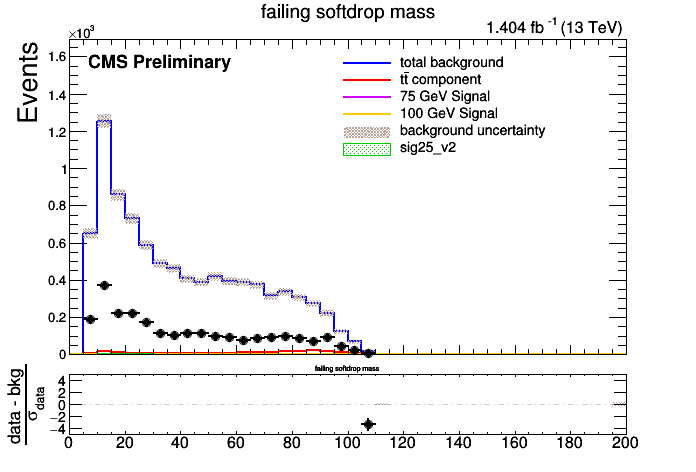 failing softdrop mass
×10³
1.404 fb⁻¹ (13 TeV)
CMS Preliminary
Events
total background
tt̄ component
75 GeV Signal
100 GeV Signal
background uncertainty
sig25_v2
1.6
1.4
1.2
1
0.8
0.6
0.4
0.2
0
failing softdrop mass
data - bkg
σ data
4
2
0
−2
−4
0 20 40 60 80 100 120 140 160 180 200